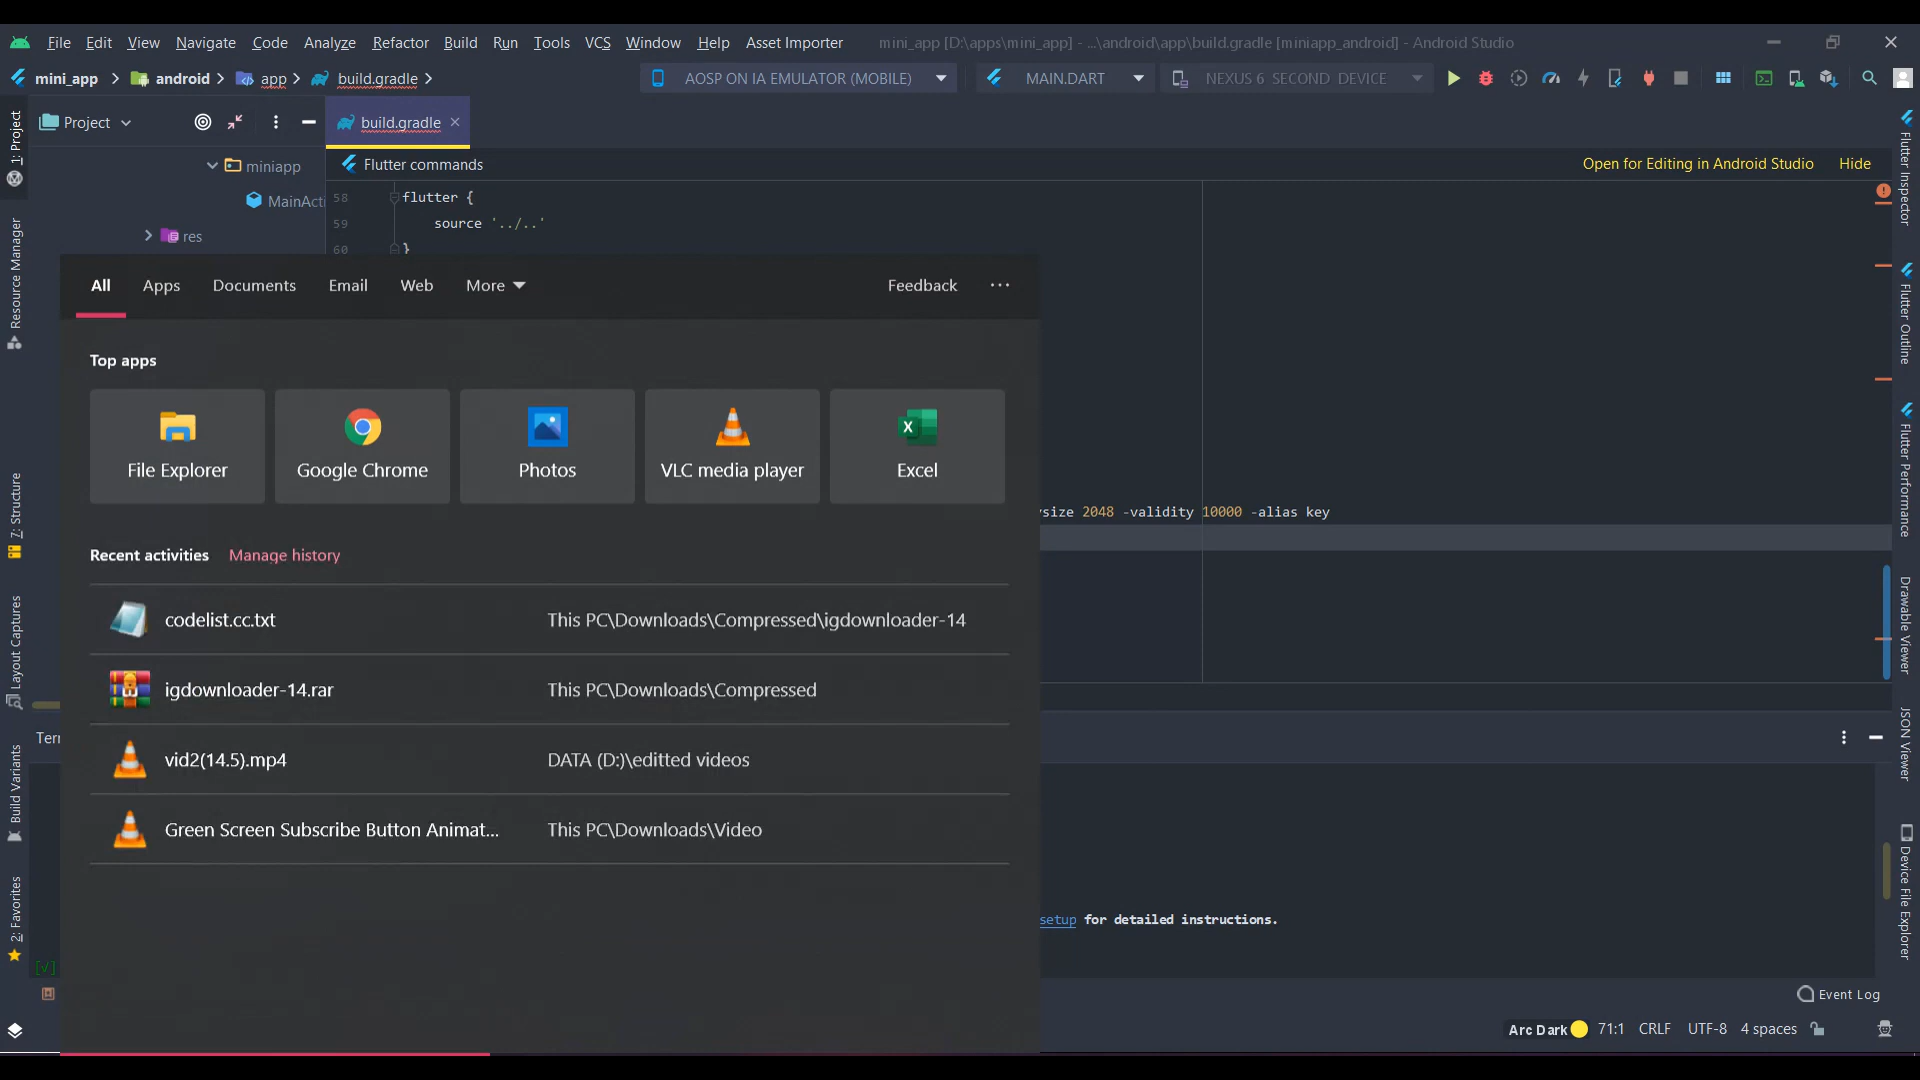 File Edit View Navigate Code Analyze Refactor Build Run Tools VCS Window Help Asset Importer mini_app [D:\apps\mini_app] - ...\android\app\build.gradle [miniapp_android] - Android Studio
mini_app android app build.gradle AOSP ON IA EMULATOR (MOBILE) MAIN.DART NEXUS 6 SECOND DEVICE
Project build.gradle
1: Project
Resource Manager
7: Structure
Layout Captures
Build Variants
2: Favorites
miniapp
MainActi
res
Flutter commands Open for Editing in Android Studio Hide
58 flutter {
59 source '../..'
60 }
All Apps Documents Email Web More Feedback ...
Top apps
File Explorer Google Chrome Photos VLC media player Excel
ysize 2048 -validity 10000 -alias key
Recent activities Manage history
codelist.cc.txt This PC\Downloads\Compressed\igdownloader-14
igdownloader-14.rar This PC\Downloads\Compressed
vid2(14.5).mp4 DATA (D:)\editted videos
Green Screen Subscribe Button Animat... This PC\Downloads\Video
Terr
setup for detailed instructions.
[√]
Flutter Inspector
Flutter Outline
Flutter Performance
Drawable Viewer
JSON Viewer
Device File Explorer
Event Log
Arc Dark 71:1 CRLF UTF-8 4 spaces